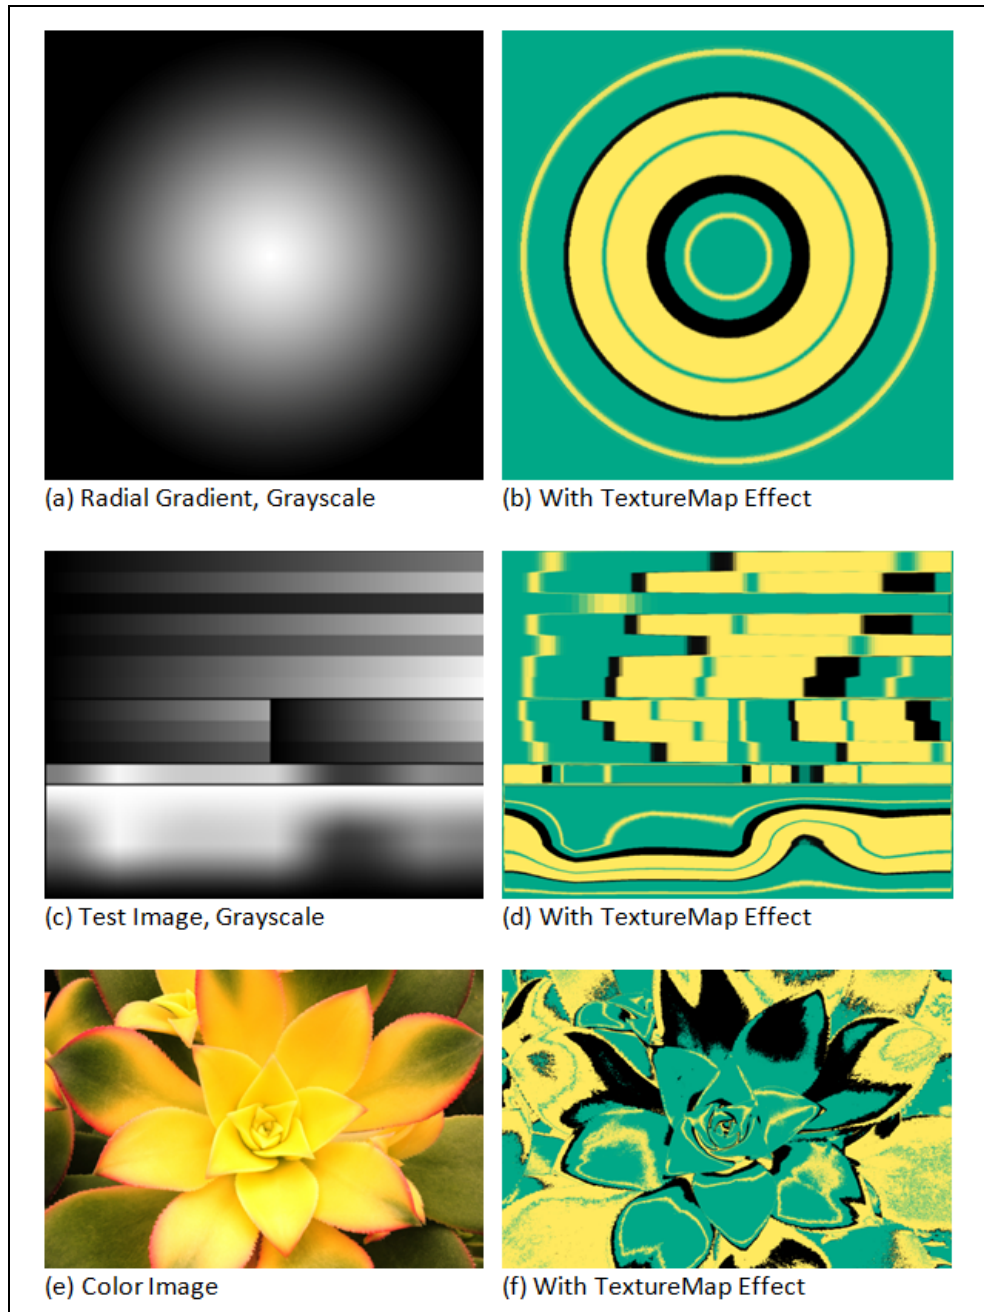 (a) Radial Gradient, Grayscale
(b) With TextureMap Effect
(c) Test Image, Grayscale
(d) With TextureMap Effect
(e) Color Image
(f) With TextureMap Effect